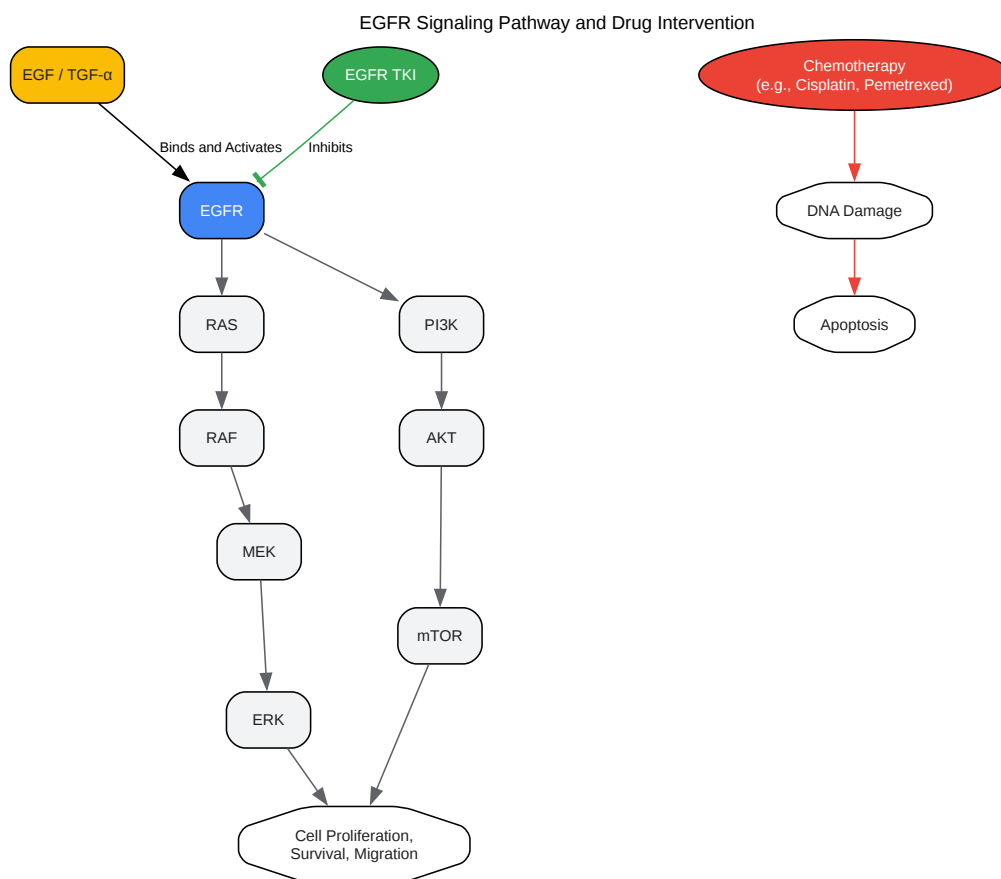 EGFR Signaling Pathway and Drug Intervention
EGF / TGF-α
EGFR TKI
Chemotherapy
(e.g., Cisplatin, Pemetrexed)
Binds and Activates
Inhibits
EGFR
DNA Damage
RAS
PI3K
Apoptosis
RAF
AKT
MEK
mTOR
ERK
Cell Proliferation,
Survival, Migration